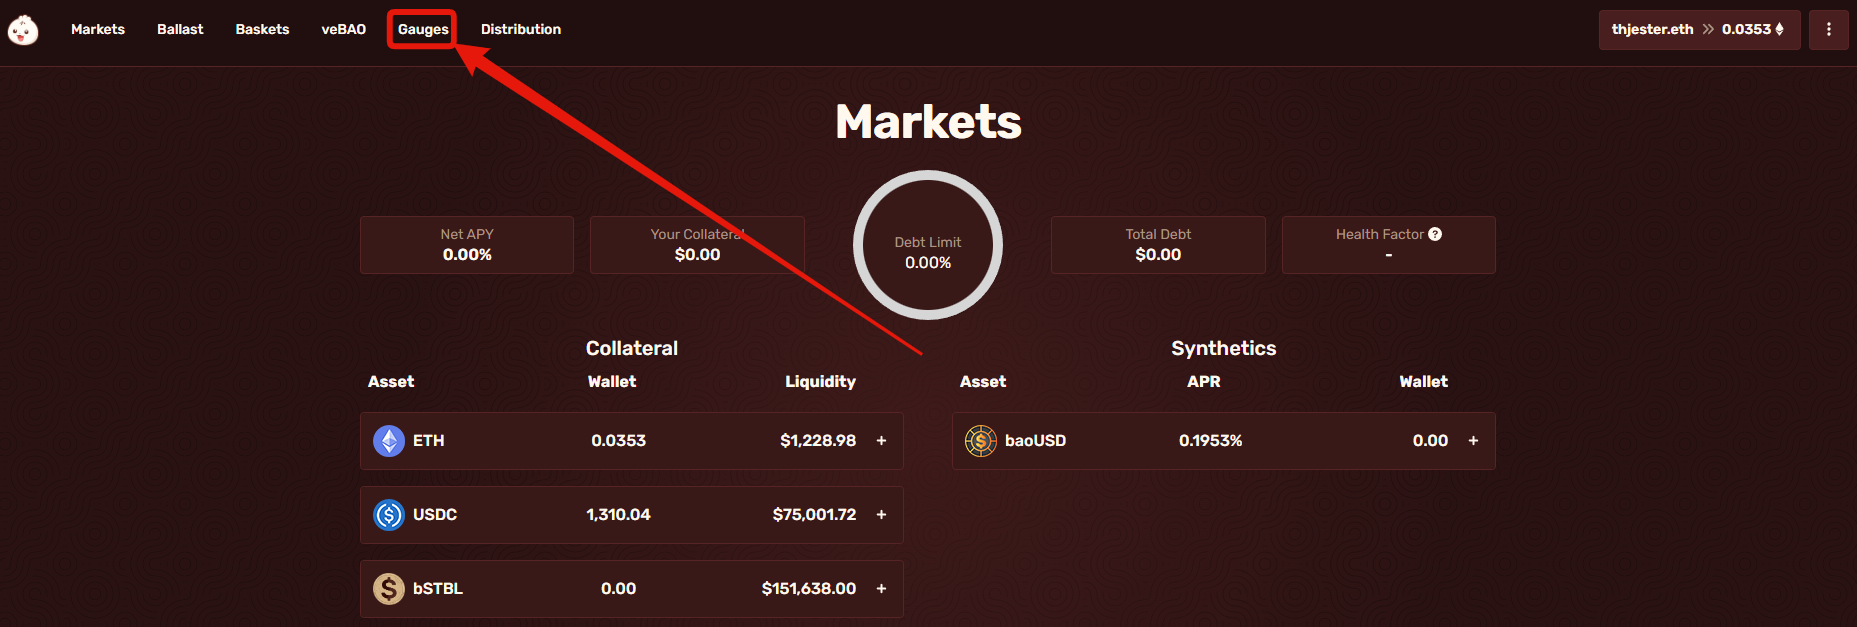 Markets Ballast Baskets veBAO Gauges Distribution thjester.eth 0.0353
Markets
Net APY
0.00%
Your Collateral
$0.00
Debt Limit
0.00%
Total Debt
$0.00
Health Factor ?
-
Collateral
Asset Wallet Liquidity
ETH 0.0353 $1,228.98 +
USDC 1,310.04 $75,001.72 +
bSTBL 0.00 $151,638.00 +
Synthetics
Asset APR Wallet
baoUSD 0.1953% 0.00 +